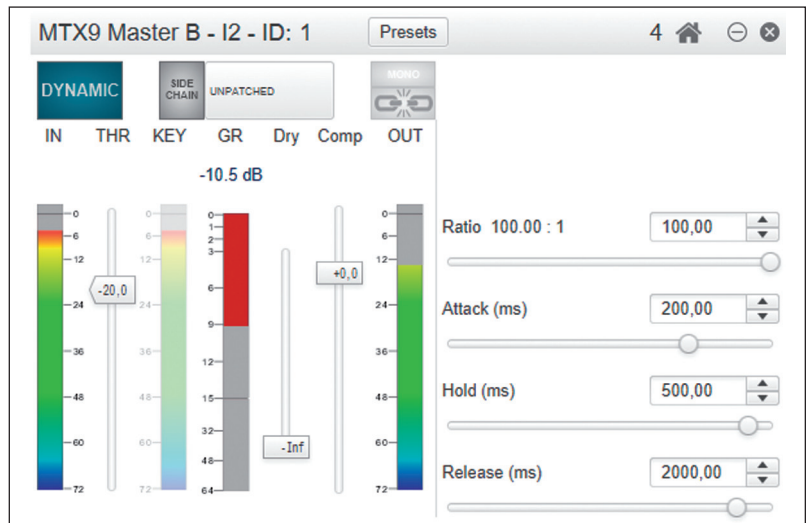 MTX9 Master B - I2 - ID: 1 Presets 4
DYNAMIC SIDE CHAIN UNPATCHED MONO
IN THR KEY GR Dry Comp OUT
-10.5 dB
0 0 0 0
1
6 6 2 6
3
12 12 12
-20,0 +0,0
24 24 6 24
9
36 36 36
12
48 48 15 48
32
60 60 -Inf 60
48
72 72 64 72
Ratio 100.00 : 1 100,00
Attack (ms) 200,00
Hold (ms) 500,00
Release (ms) 2000,00